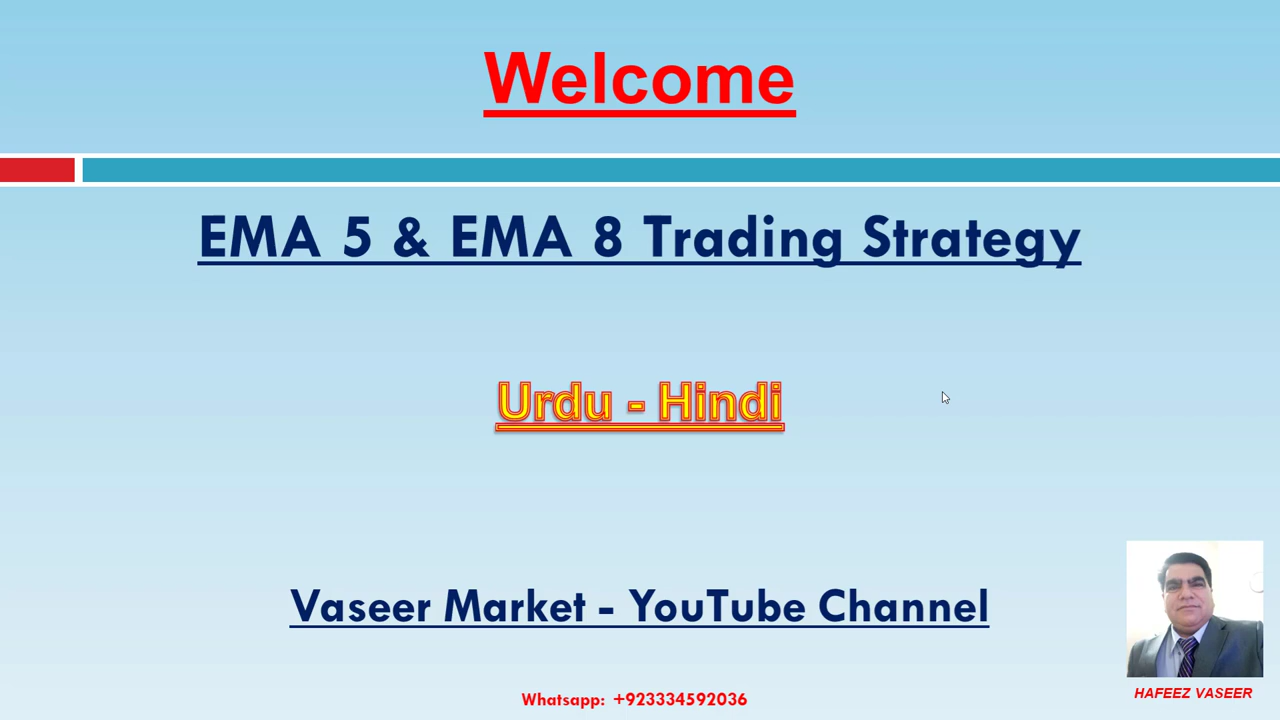 Welcome
EMA 5 & EMA 8 Trading Strategy
Urdu - Hindi
Vaseer Market - YouTube Channel
Whatsapp: +923334592036
HAFEEZ VASEER